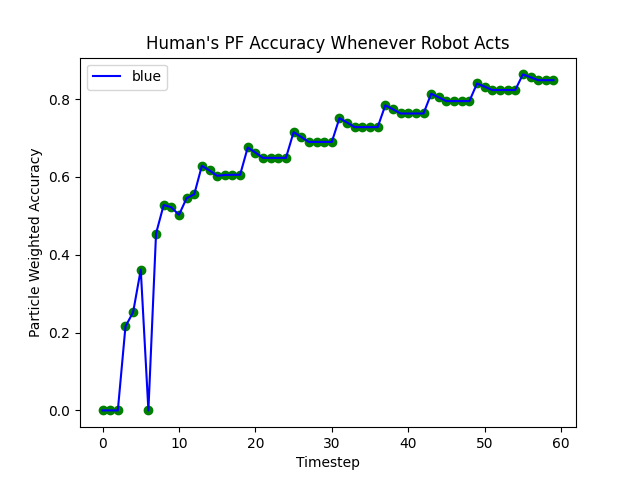 Human's PF Accuracy Whenever Robot Acts
blue
Particle Weighted Accuracy
0.8
0.6
0.4
0.2
0.0
0 10 20 30 40 50 60
Timestep